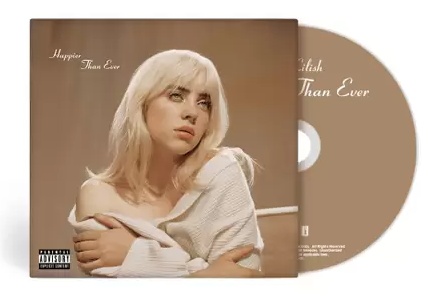 Happier
Than Ever
Eilish
Than Ever
PARENTAL
ADVISORY
EXPLICIT CONTENT